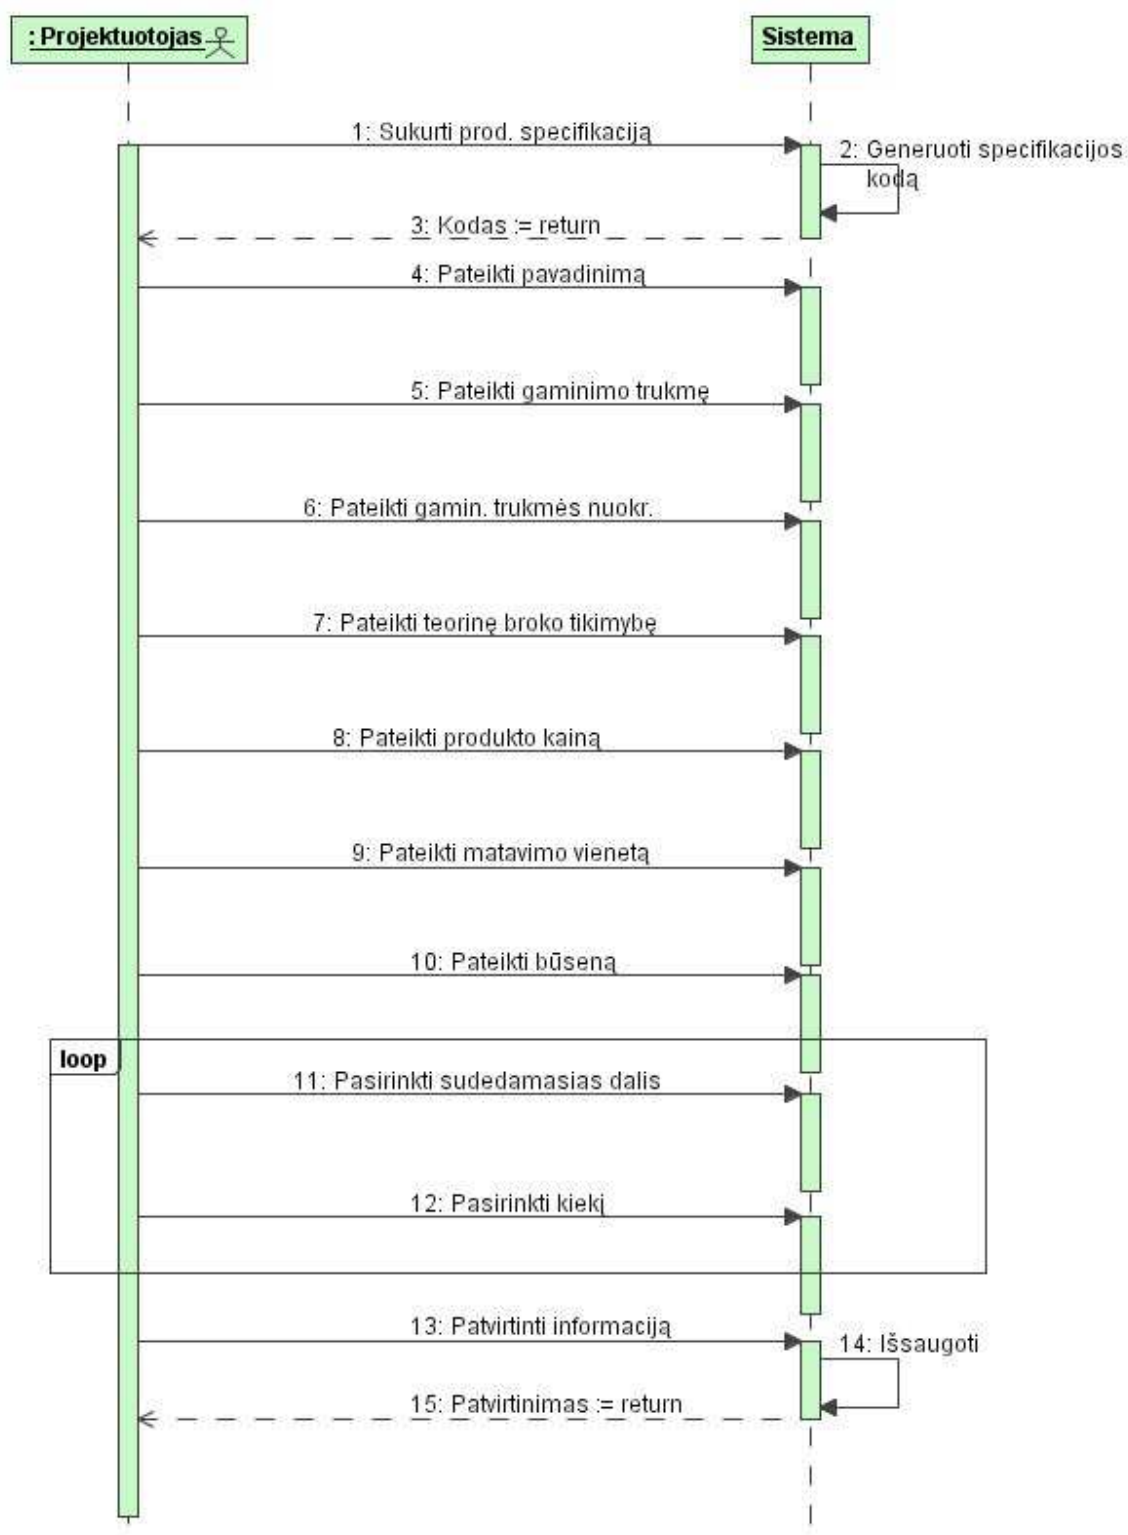 : Projektuotojas
Sistema
1: Sukurti prod. specifikaciją
2: Generuoti specifikacijos
kodą
3: Kodas := return
4: Pateikti pavadinimą
5: Pateikti gaminimo trukmę
6: Pateikti gamin. trukmės nuokr.
7: Pateikti teorinę broko tikimybę
8: Pateikti produkto kainą
9: Pateikti matavimo vienetą
10: Pateikti būseną
loop
11: Pasirinkti sudedamasias dalis
12: Pasirinkti kiekį
13: Patvirtinti informaciją
14: Išsaugoti
15: Patvirtinimas := return